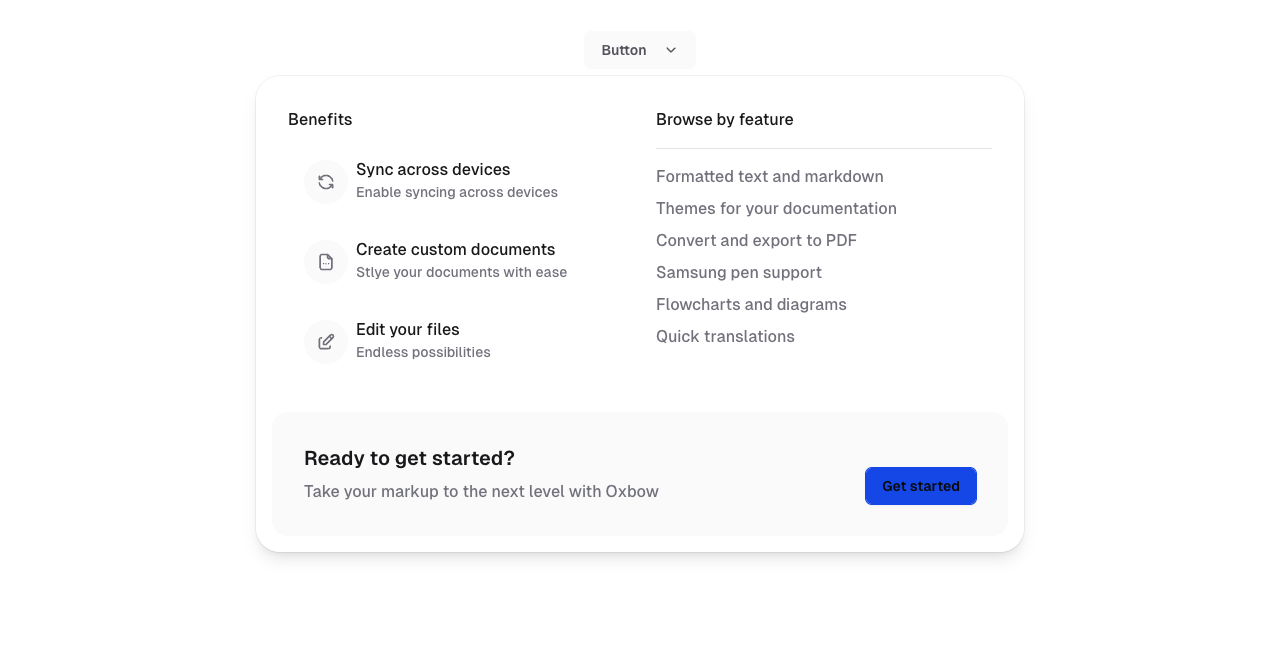 Button
Benefits
Sync across devices
Enable syncing across devices
Create custom documents
Stlye your documents with ease
Edit your files
Endless possibilities
Browse by feature
Formatted text and markdown
Themes for your documentation
Convert and export to PDF
Samsung pen support
Flowcharts and diagrams
Quick translations
Ready to get started?
Take your markup to the next level with Oxbow
Get started